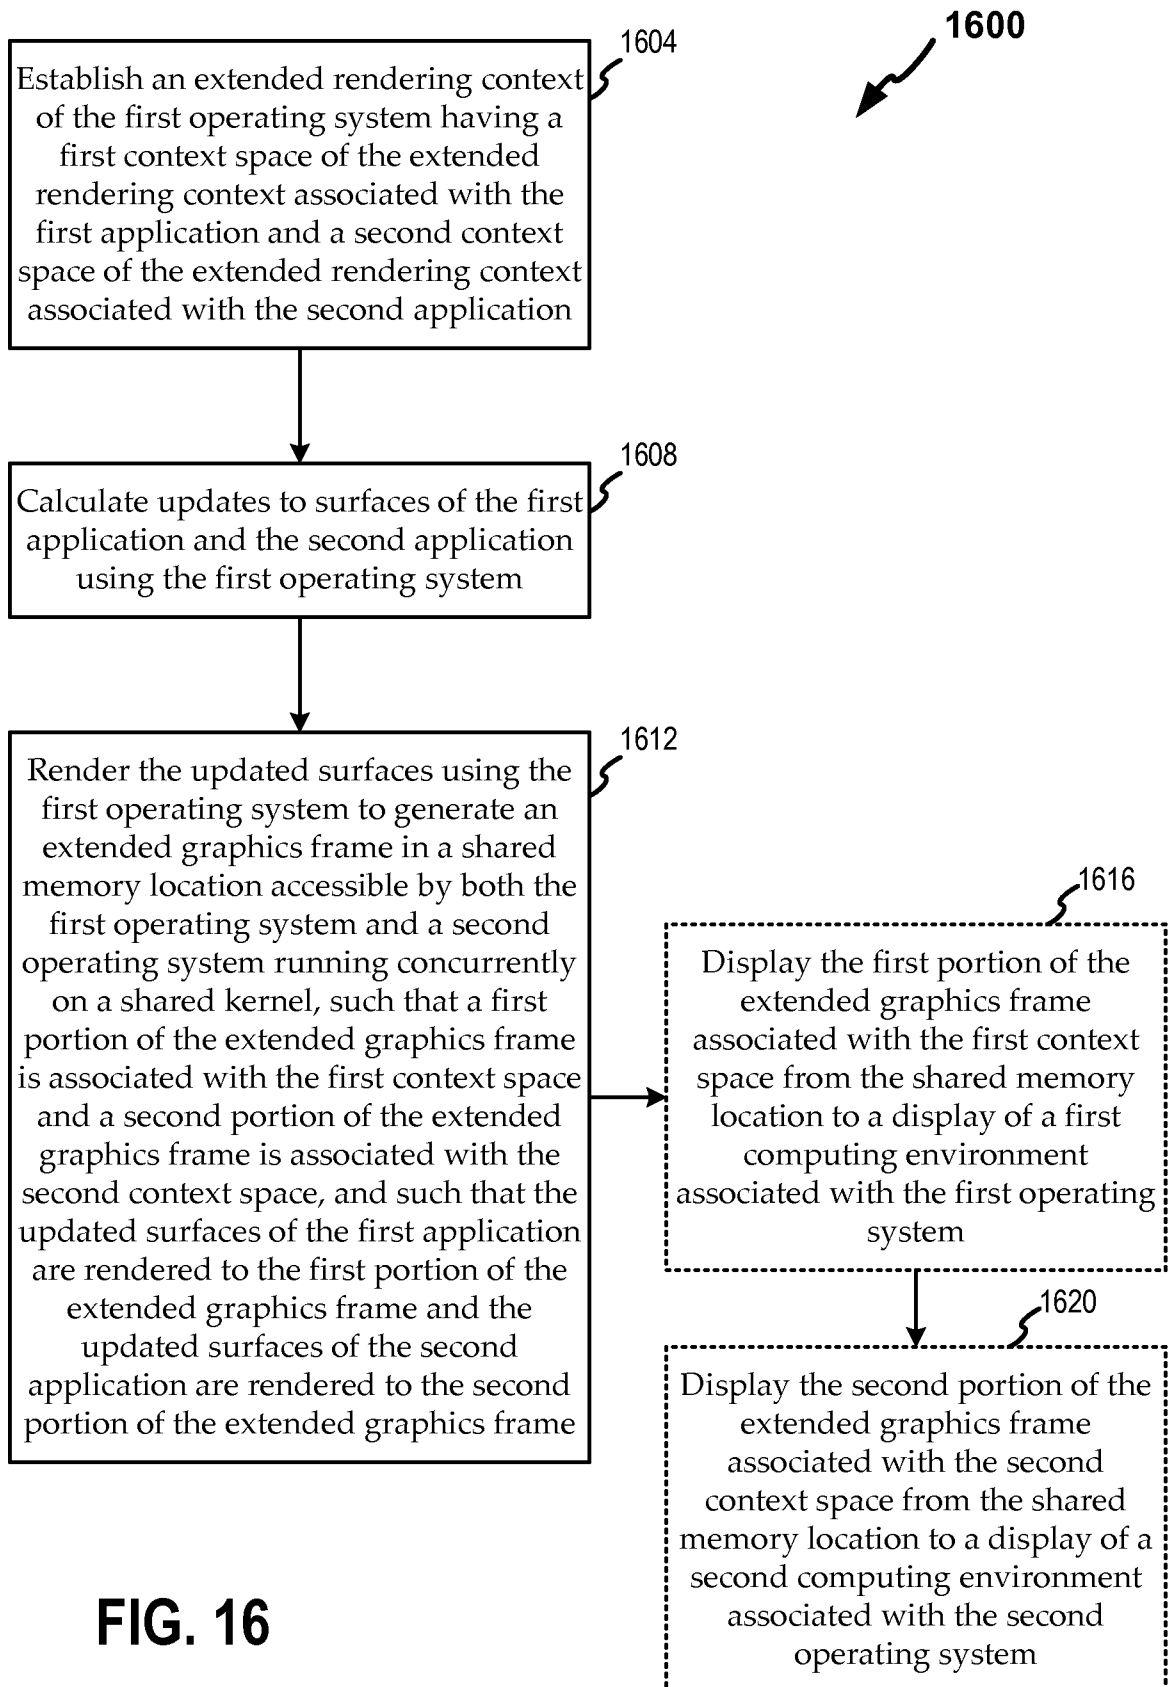 1600
1604
Establish an extended rendering context
of the first operating system having a
first context space of the extended
rendering context associated with the
first application and a second context
space of the extended rendering context
associated with the second application
1608
Calculate updates to surfaces of the first
application and the second application
using the first operating system
1612
Render the updated surfaces using the
first operating system to generate an
extended graphics frame in a shared
memory location accessible by both the
first operating system and a second
operating system running concurrently
on a shared kernel, such that a first
portion of the extended graphics frame
is associated with the first context space
and a second portion of the extended
graphics frame is associated with the
second context space, and such that the
updated surfaces of the first application
are rendered to the first portion of the
extended graphics frame and the
updated surfaces of the second
application are rendered to the second
portion of the extended graphics frame
1616
Display the first portion of the
extended graphics frame
associated with the first context
space from the shared memory
location to a display of a first
computing environment
associated with the first operating
system
1620
Display the second portion of the
extended graphics frame
associated with the second
context space from the shared
memory location to a display of a
second computing environment
associated with the second
operating system
FIG. 16